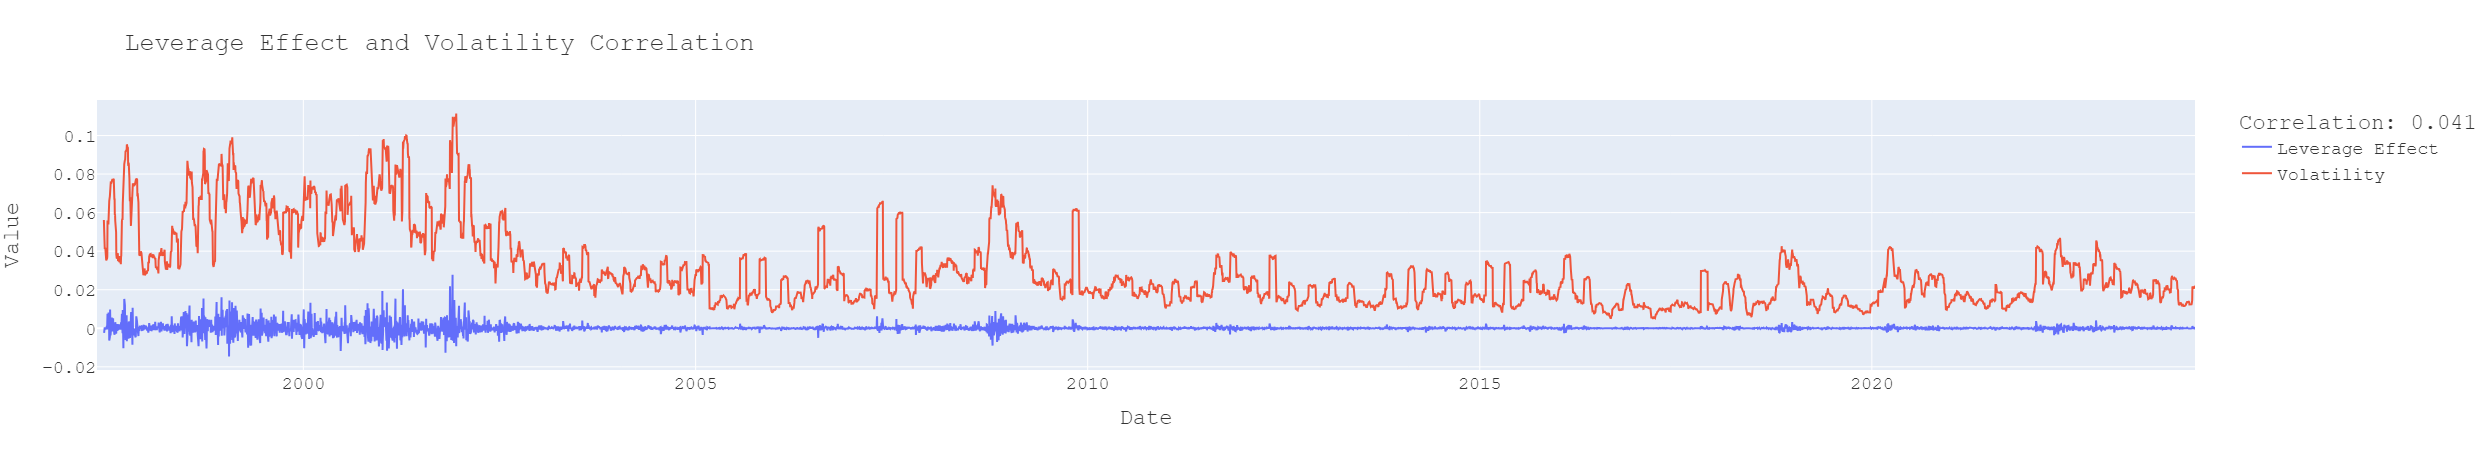 Leverage Effect and Volatility Correlation
Correlation: 0.041
Leverage Effect
Volatility
Value
0.1
0.08
0.06
0.04
0.02
0
−0.02
2000
2005
2010
2015
2020
Date